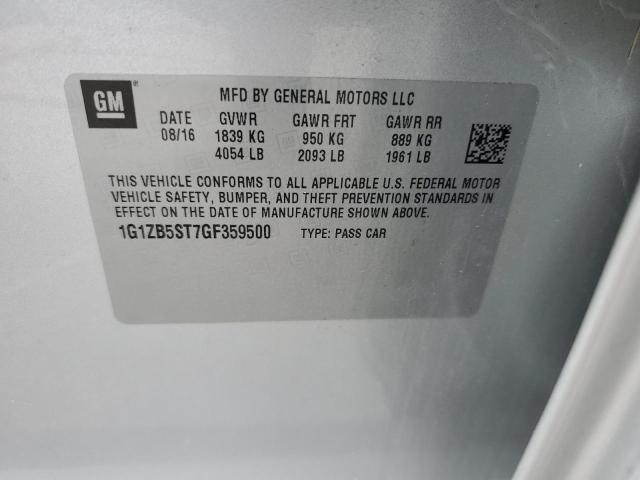 GM
MFD BY GENERAL MOTORS LLC
DATE GVWR GAWR FRT GAWR RR
08/16 1839 KG 950 KG 889 KG
4054 LB 2093 LB 1961 LB
THIS VEHICLE CONFORMS TO ALL APPLICABLE U.S. FEDERAL MOTOR
VEHICLE SAFETY, BUMPER, AND THEFT PREVENTION STANDARDS IN
EFFECT ON THE DATE OF MANUFACTURE SHOWN ABOVE.
1G1ZB5ST7GF359500 TYPE: PASS CAR